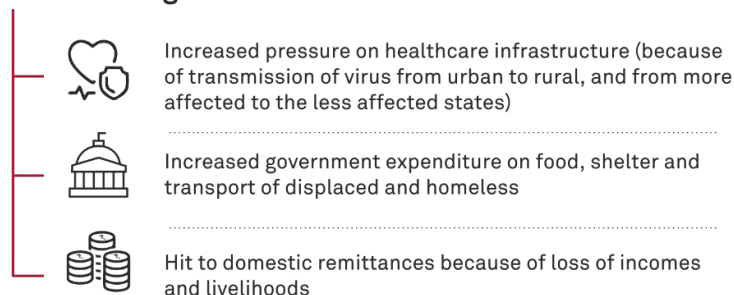 Increased pressure on healthcare infrastructure (because
of transmission of virus from urban to rural, and from more
affected to the less affected states)
Increased government expenditure on food, shelter and
transport of displaced and homeless
Hit to domestic remittances because of loss of incomes
and livelihoods